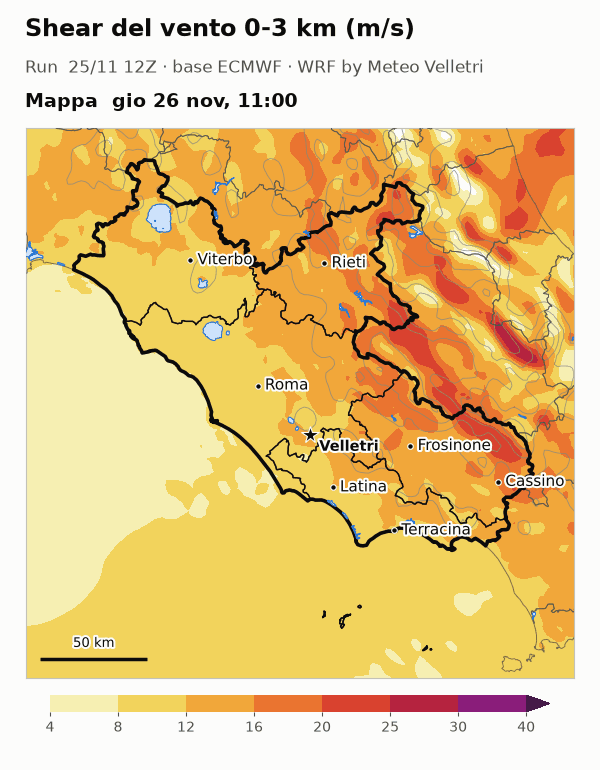 Shear del vento 0-3 km (m/s)
Run 25/11 12Z · base ECMWF · WRF by Meteo Velletri
Mappa gio 26 nov, 11:00
Viterbo
Rieti
Roma
Velletri
Frosinone
Cassino
Latina
Terracina
50 km
4 8 12 16 20 25 30 40